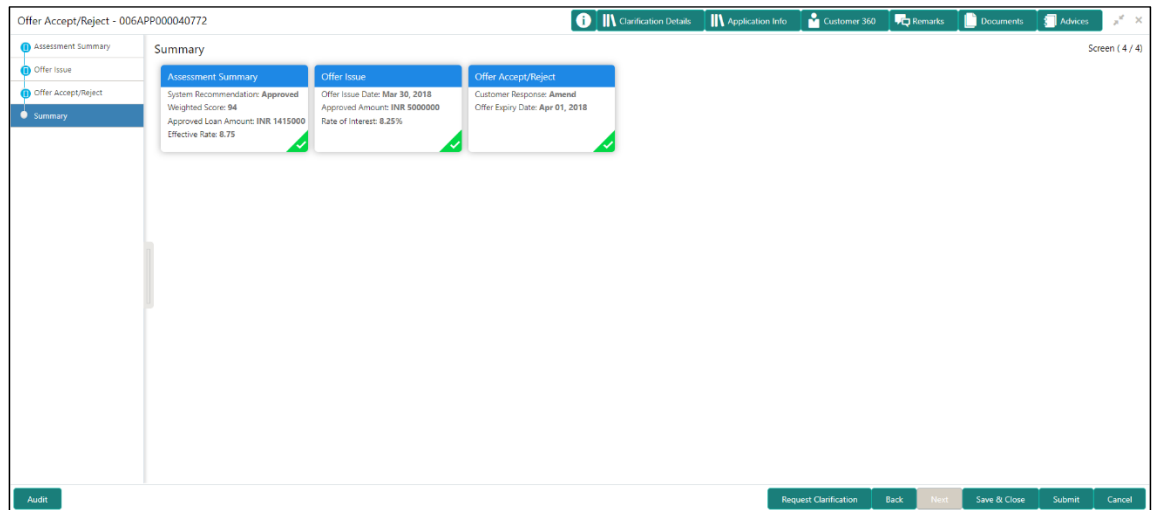 Offer Accept/Reject - 006APP000040772
Clarification Details
Application Info
Customer 360
Remarks
Documents
Advices
Assessment Summary
Offer Issue
Offer Accept/Reject
Summary
Summary
Screen ( 4 / 4)
Assessment Summary
System Recommendation: Approved
Weighted Score: 94
Approved Loan Amount: INR 1415000
Effective Rate: 8.75
Offer Issue
Offer Issue Date: Mar 30, 2018
Approved Amount: INR 5000000
Rate of Interest: 8.25%
Offer Accept/Reject
Customer Response: Amend
Offer Expiry Date: Apr 01, 2018
Audit
Request Clarification
Back
Next
Save & Close
Submit
Cancel